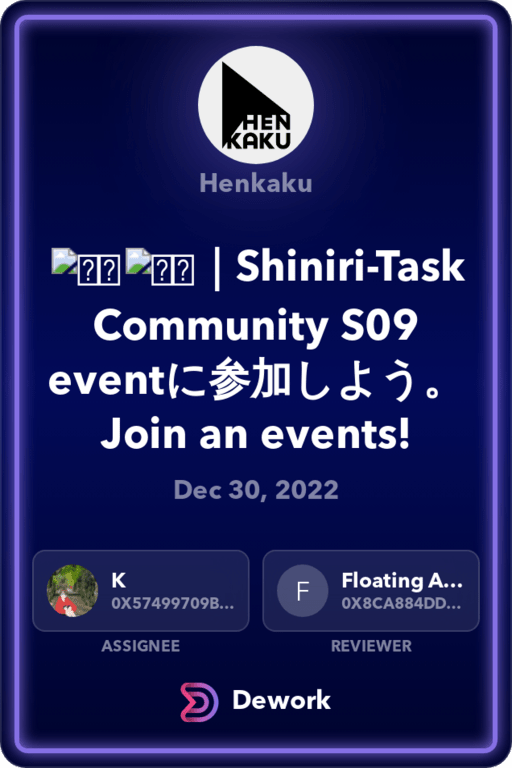 HEN
KAKU
Henkaku
| Shiniri-Task
Community S09
eventに参加しよう。
Join an events!
Dec 30, 2022
K
0X57499709B...
F
Floating A...
0X8CA884DD...
ASSIGNEE
REVIEWER
Dework